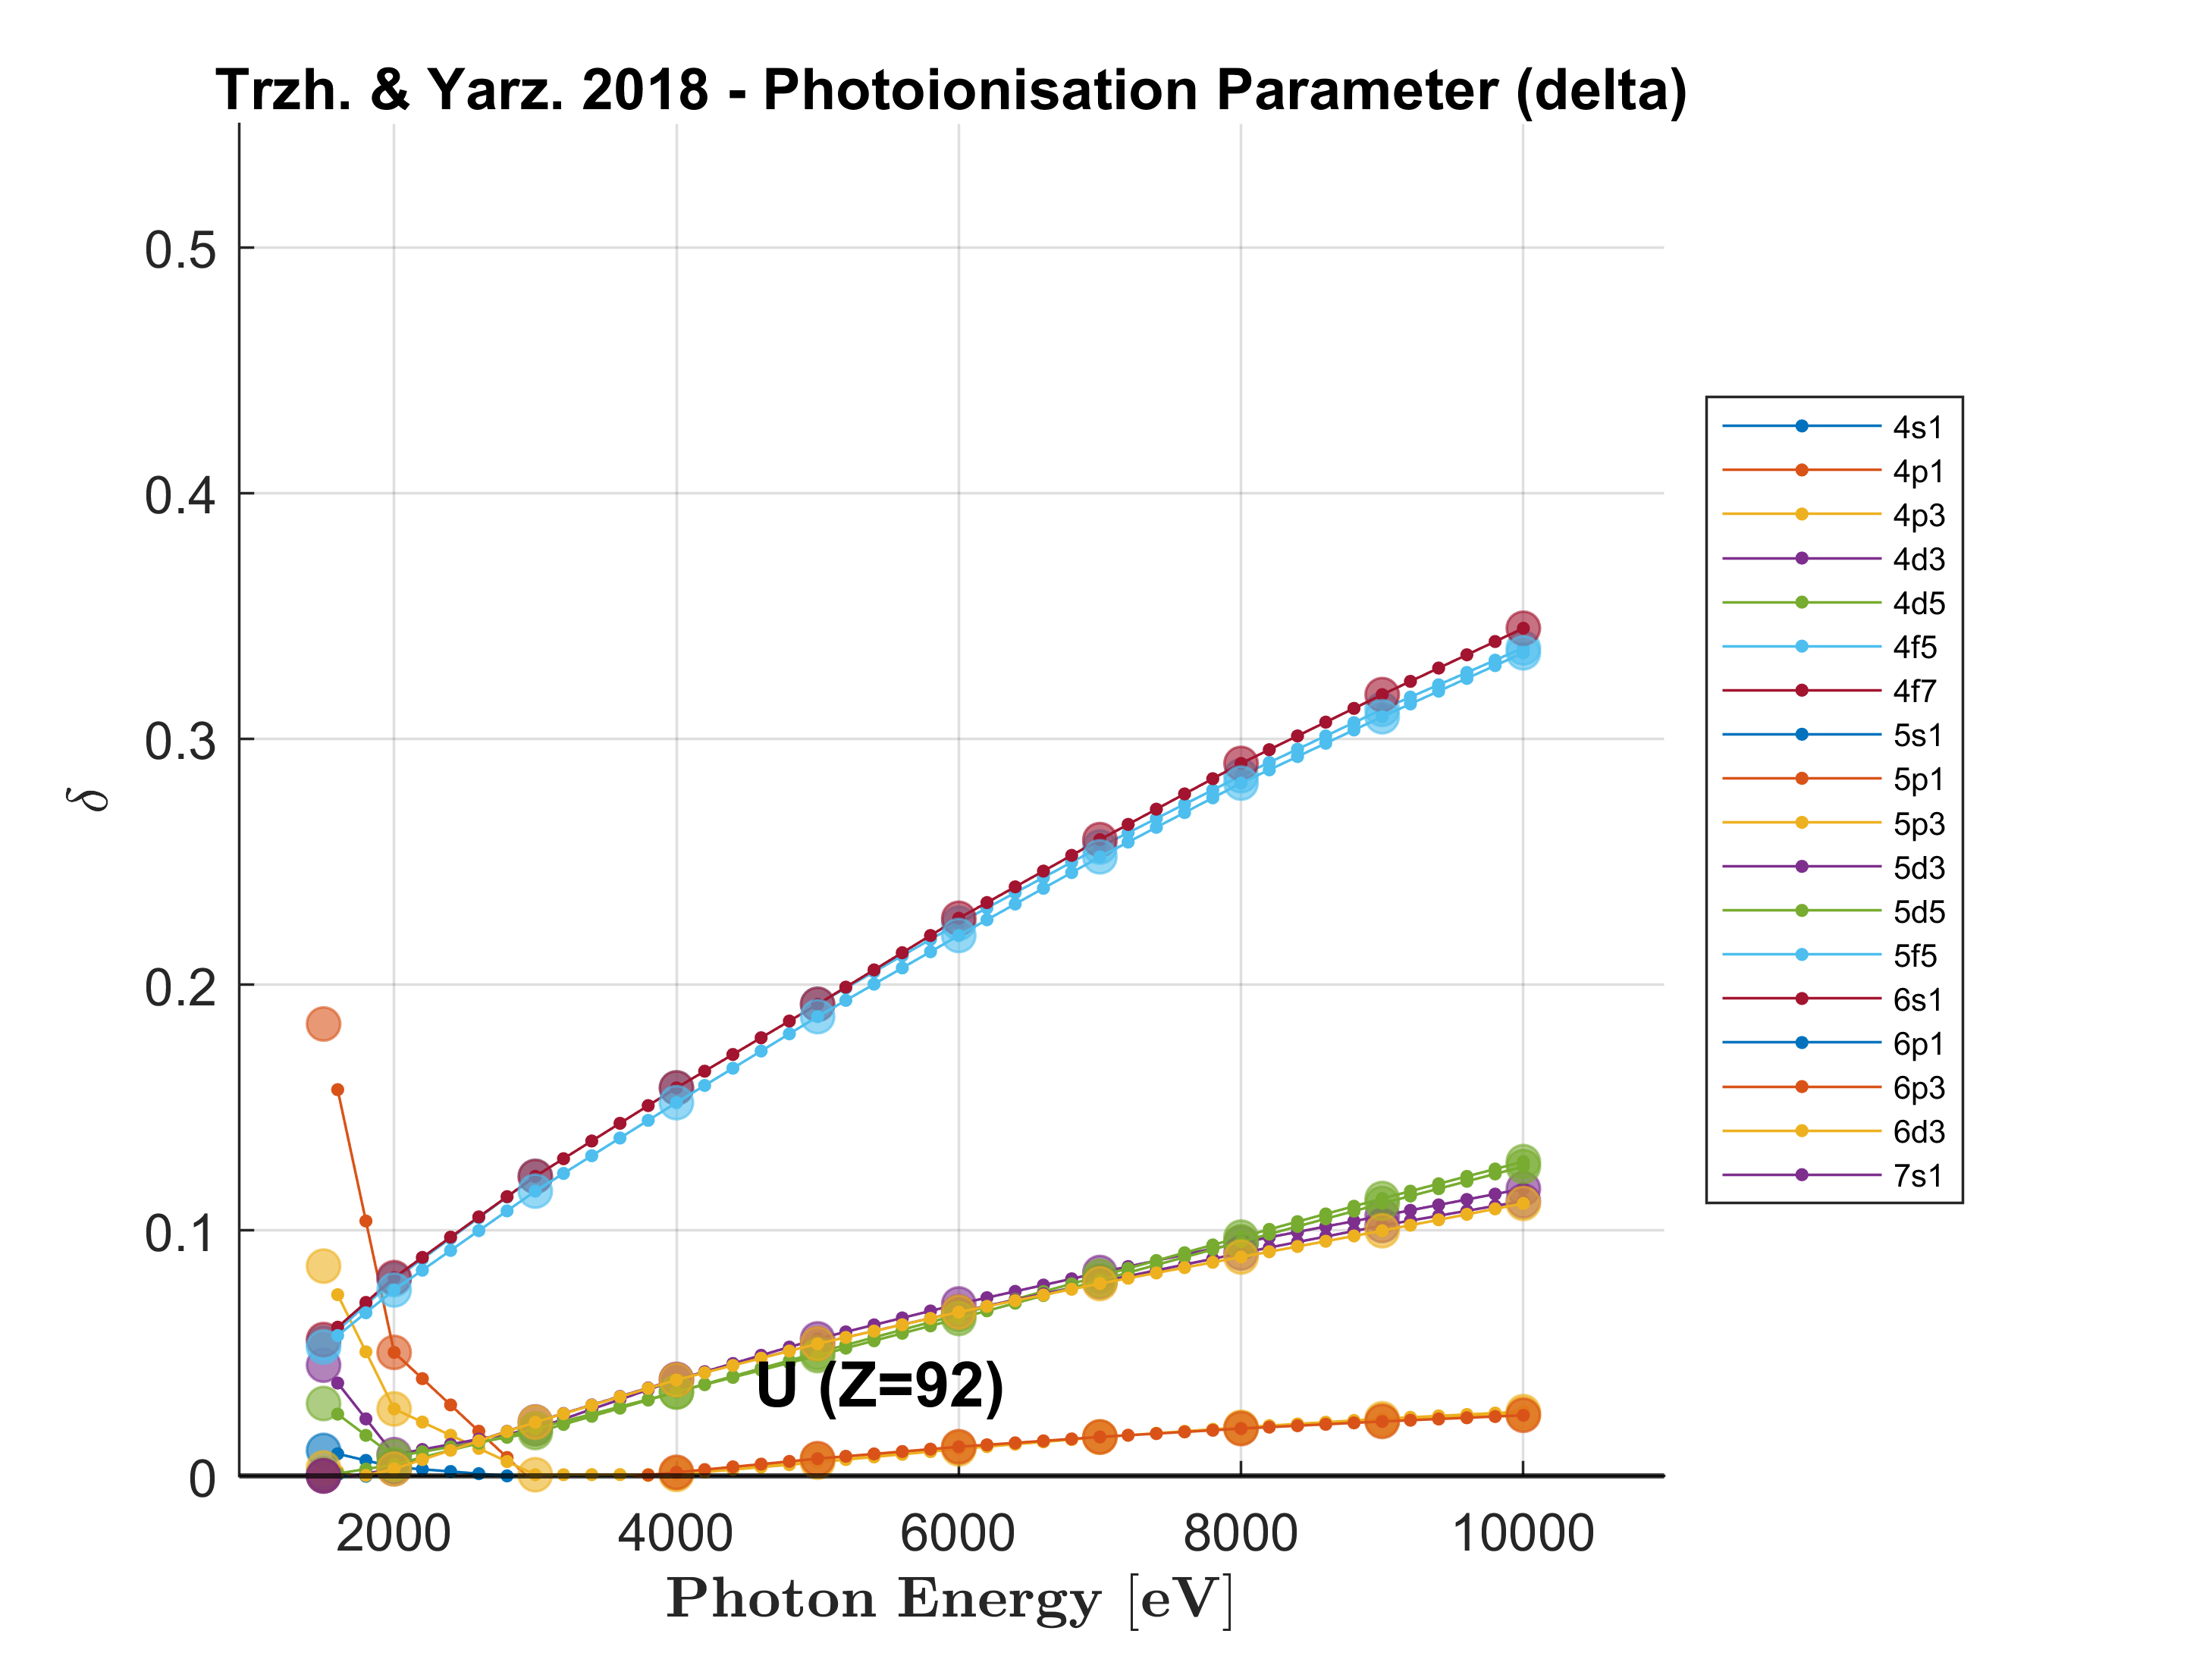 Trzh. & Yarz. 2018 - Photoionisation Parameter (delta)
0.5
0.4
0.3
0.2
0.1
0
δ
U (Z=92)
2000 4000 6000 8000 10000
Photon Energy [eV]
4s1
4p1
4p3
4d3
4d5
4f5
4f7
5s1
5p1
5p3
5d3
5d5
5f5
6s1
6p1
6p3
6d3
7s1